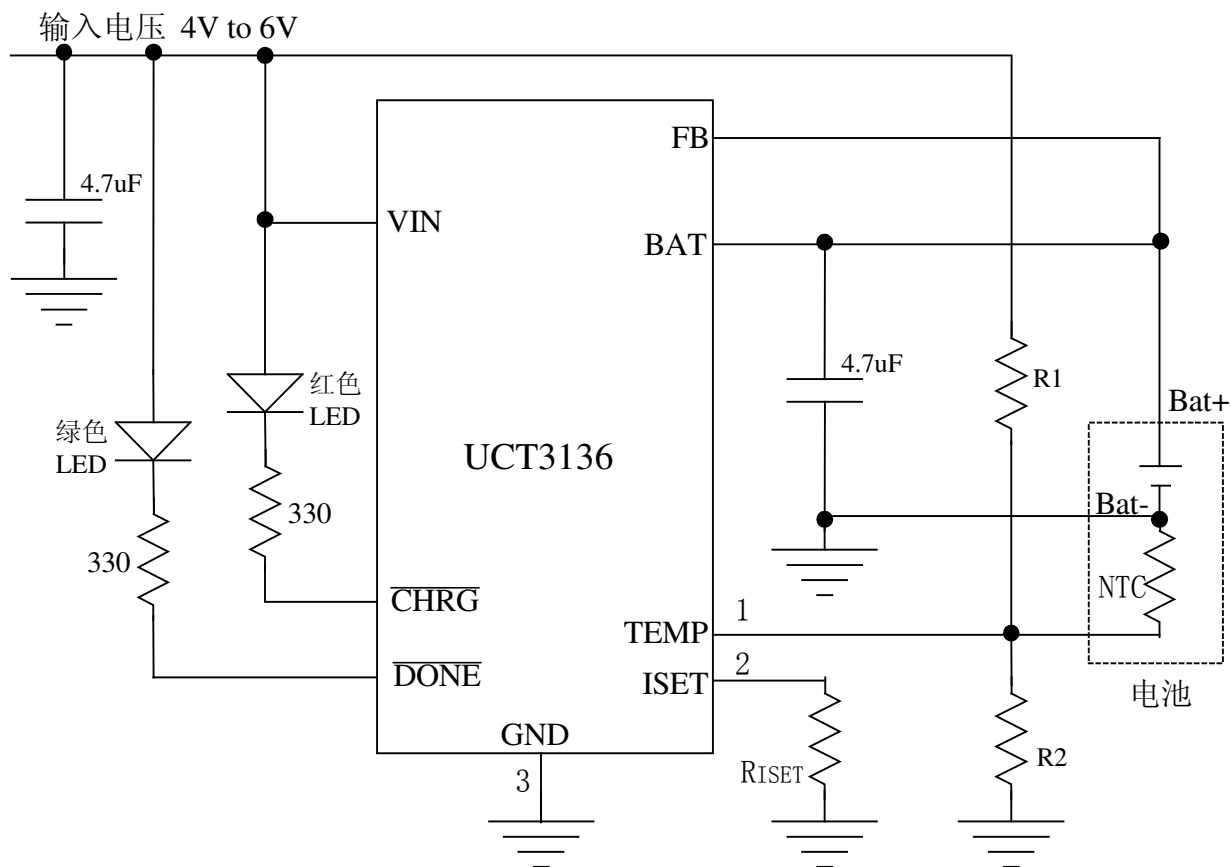 输入电压 4V to 6V
FB
4.7uF
VIN
BAT
红色
LED
4.7uF
R1
Bat+
绿色
LED
UCT3136
330
Bat-
330
NTC
CHRG
1
TEMP
2
DONE
ISET
电池
GND
3
RISET
R2